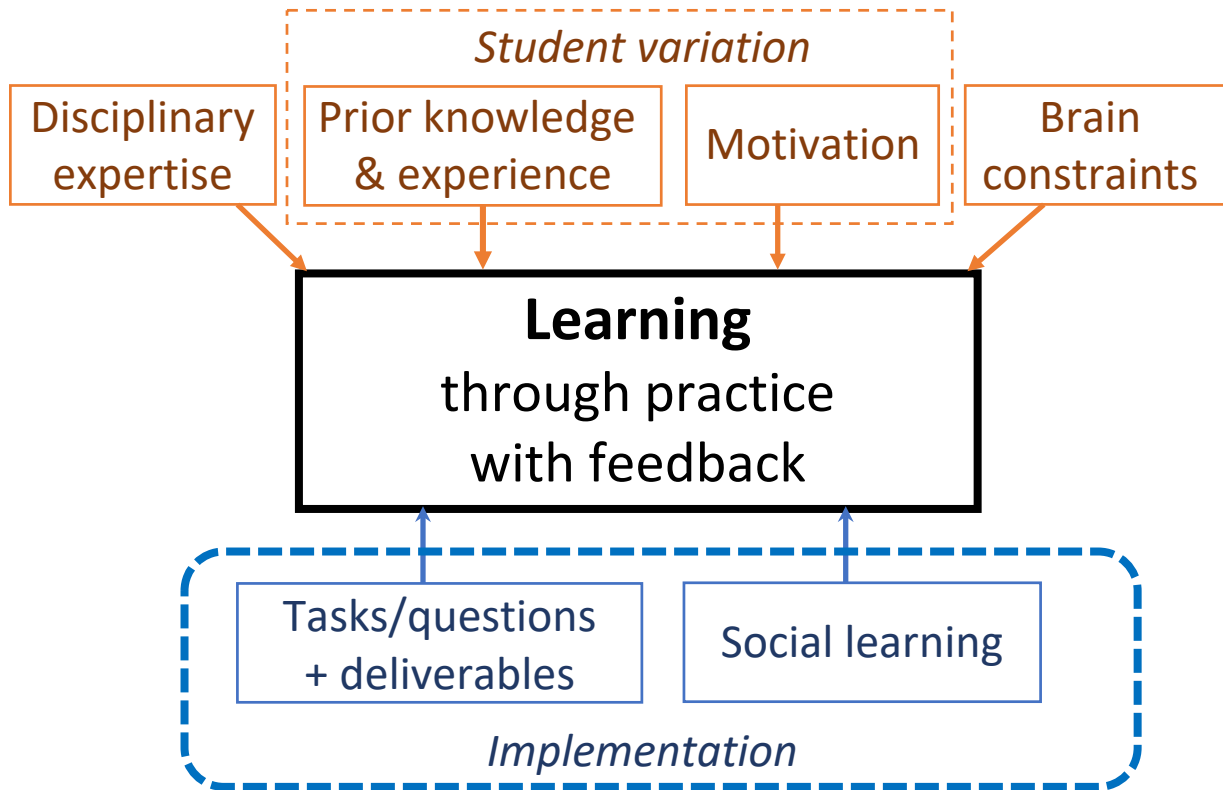 Student variation
Disciplinary
expertise
Prior knowledge
& experience
Motivation
Brain
constraints
Learning
through practice
with feedback
Tasks/questions
+ deliverables
Social learning
Implementation